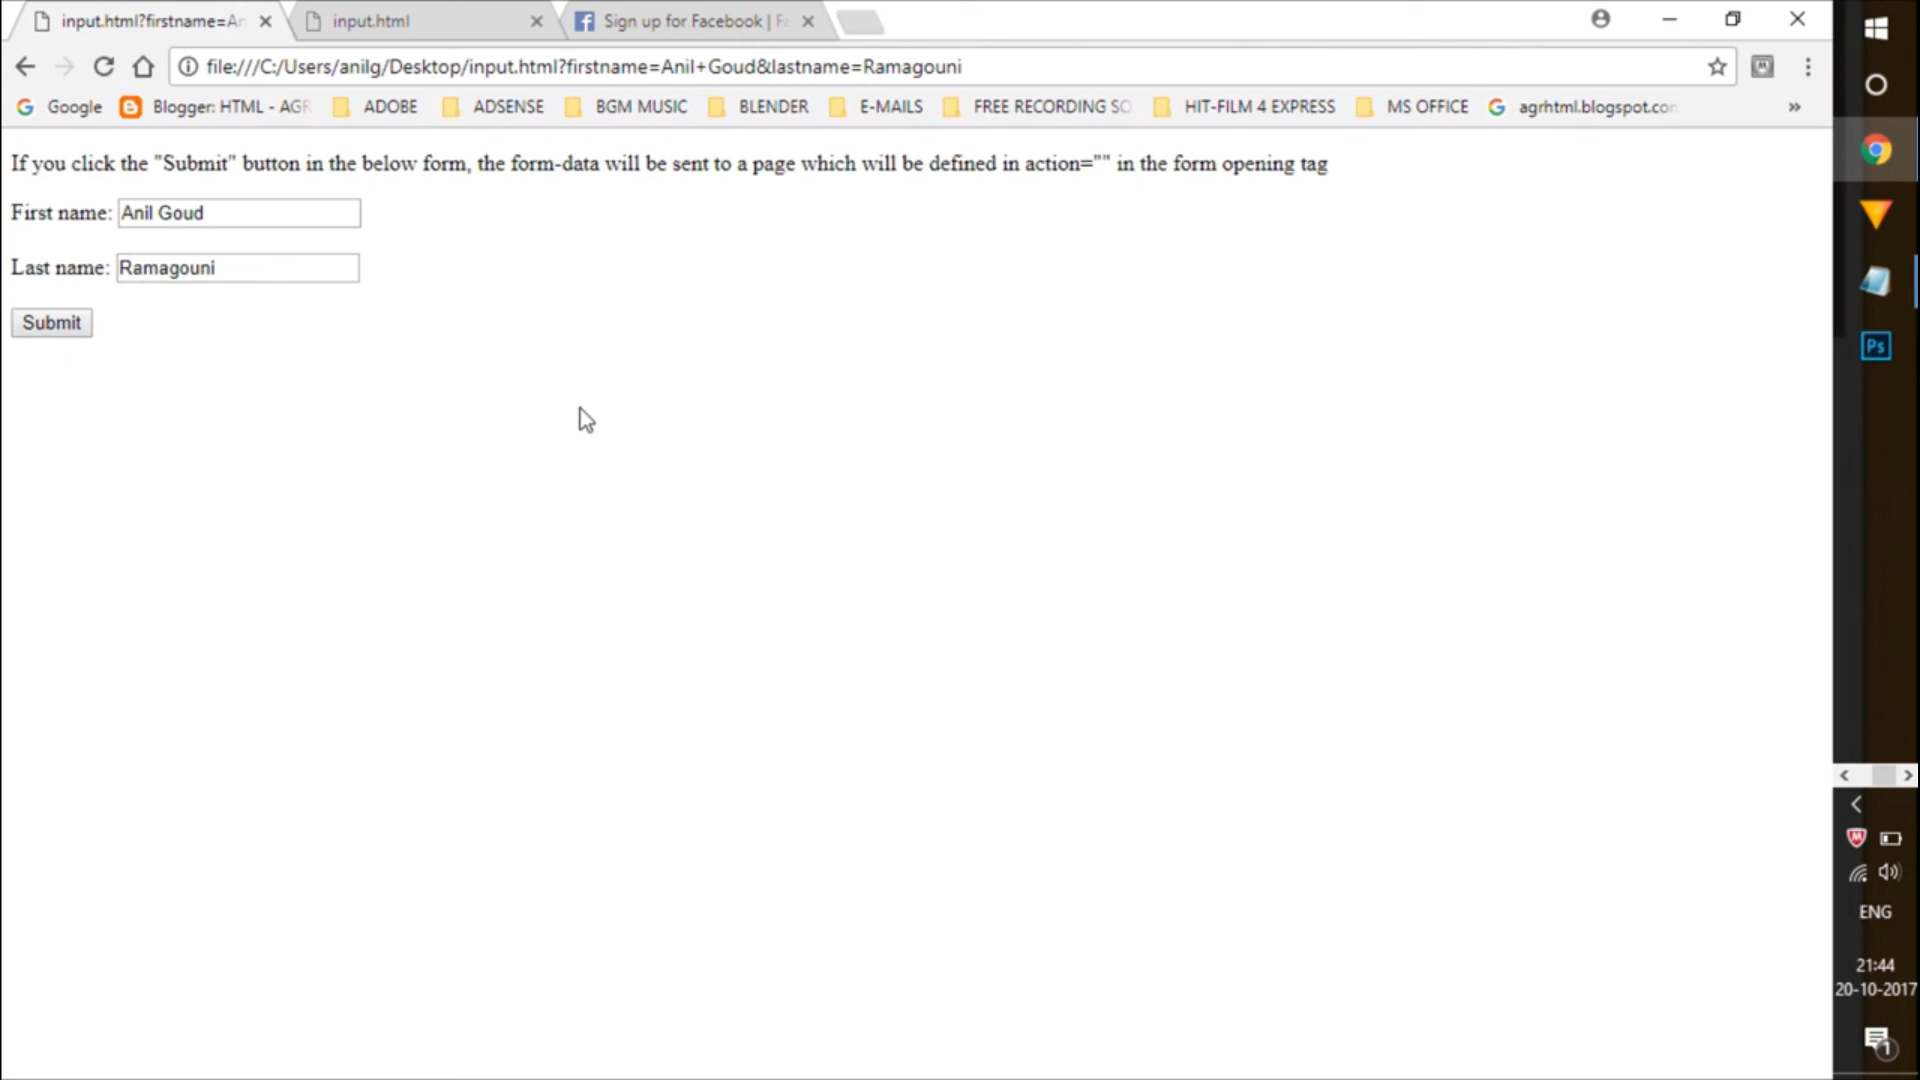 input.html?firstname=An
input.html
Sign up for Facebook | Fa
file:///C:/Users/anilg/Desktop/input.html?firstname=Anil+Goud&lastname=Ramagouni
Google
Blogger: HTML - AGR
ADOBE
ADSENSE
BGM MUSIC
BLENDER
E-MAILS
FREE RECORDING SO
HIT-FILM 4 EXPRESS
MS OFFICE
agrhtml.blogspot.com
»
If you click the "Submit" button in the below form, the form-data will be sent to a page which will be defined in action="" in the form opening tag
First name: Anil Goud
Last name: Ramagouni
Submit
Ps
ENG
21:44
20-10-2017
1